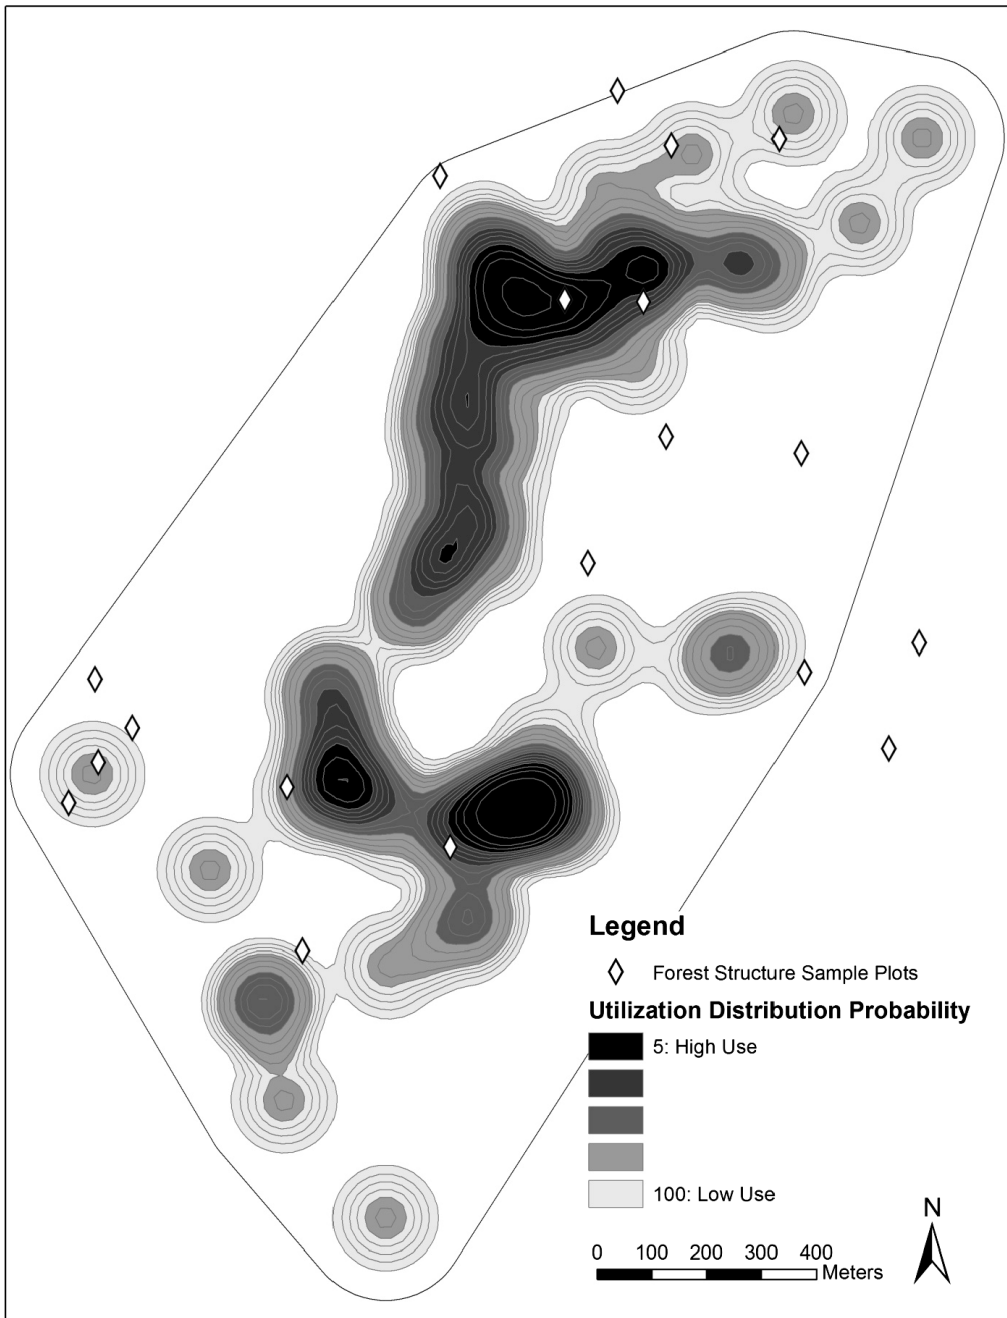 Legend
Forest Structure Sample Plots
Utilization Distribution Probability
5: High Use
100: Low Use
N
0 100 200 300 400
Meters